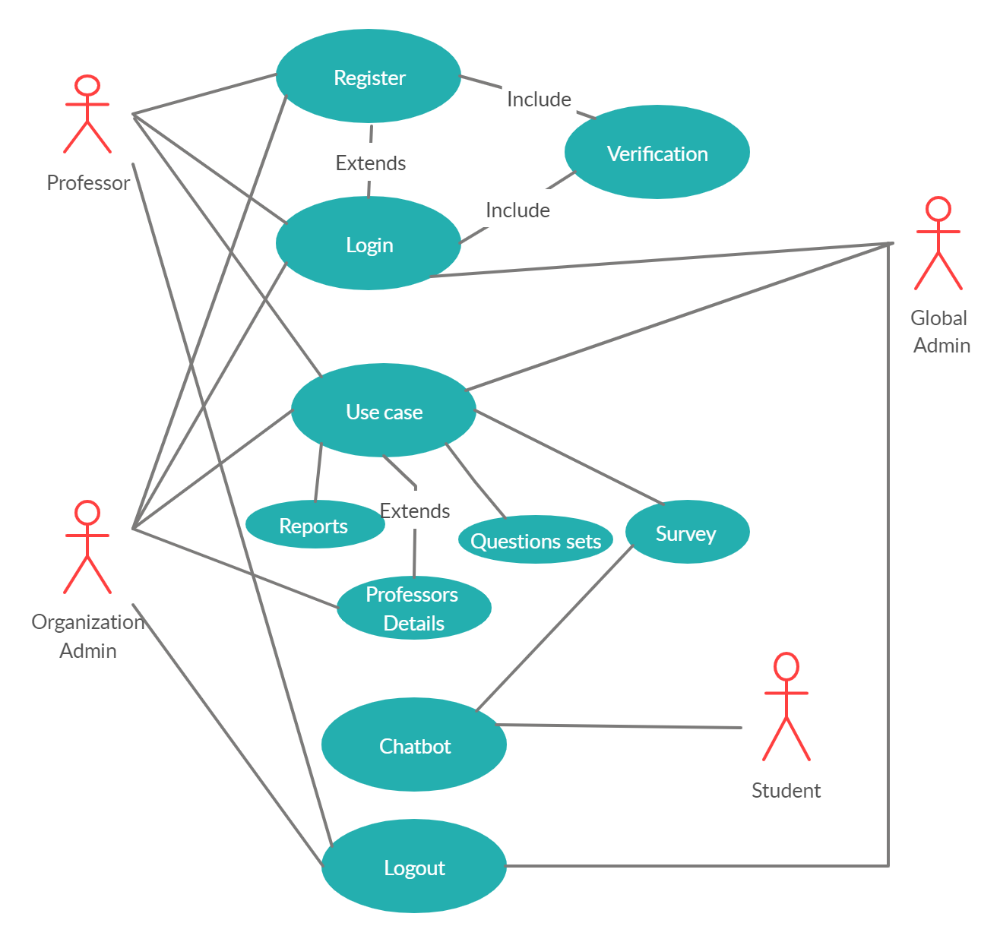 Register
Include
Verification
Professor
Extends
Include
Login
Global
Admin
Use case
Reports
Extends
Questions sets
Survey
Professors
Details
Organization
Admin
Chatbot
Student
Logout